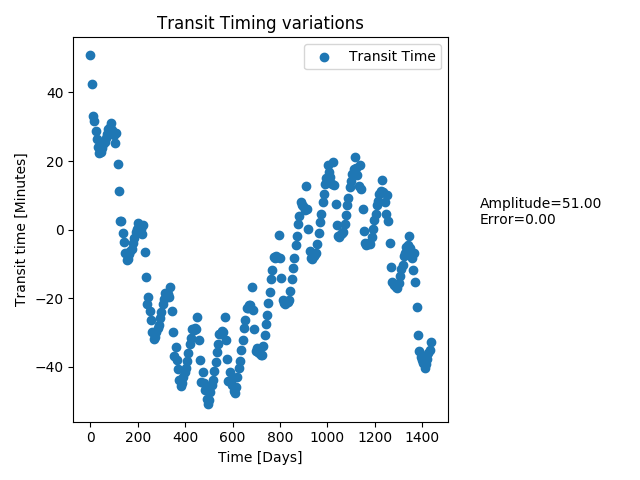 Transit Timing variations
Transit Time
40
20
0
−20
−40
Transit time [Minutes]
0 200 400 600 800 1000 1200 1400
Time [Days]
Amplitude=51.00
Error=0.00